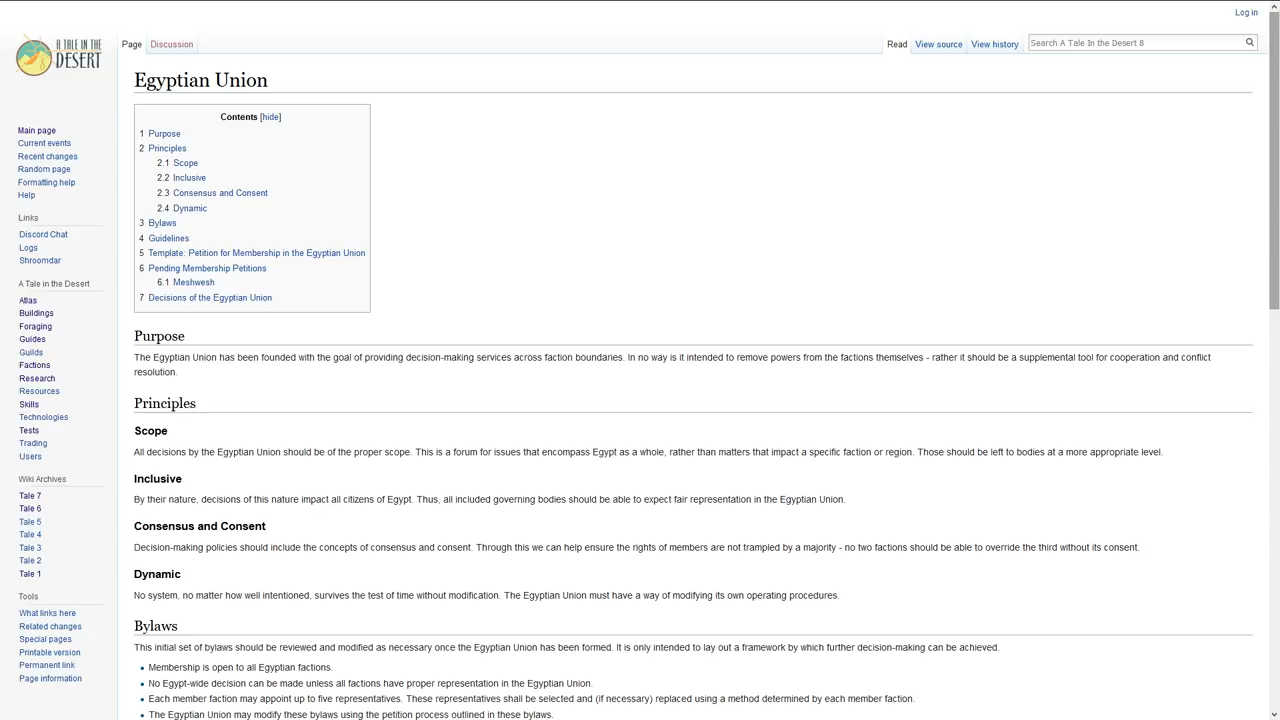 Log in
A TALE IN THE
DESERT
Page Discussion Read View source View history Search A Tale In the Desert 8
Egyptian Union
Contents [hide]
1 Purpose
2 Principles
2.1 Scope
2.2 Inclusive
2.3 Consensus and Consent
2.4 Dynamic
3 Bylaws
4 Guidelines
5 Template: Petition for Membership in the Egyptian Union
6 Pending Membership Petitions
6.1 Meshwesh
7 Decisions of the Egyptian Union
Main page
Current events
Recent changes
Random page
Formatting help
Help
Links
Discord Chat
Logs
Shroomdar
A Tale in the Desert
Atlas
Buildings
Foraging
Guides
Guilds
Factions
Research
Resources
Skills
Technologies
Tests
Trading
Users
Wiki Archives
Tale 7
Tale 6
Tale 5
Tale 4
Tale 3
Tale 2
Tale 1
Tools
What links here
Related changes
Special pages
Printable version
Permanent link
Page information
Purpose
The Egyptian Union has been founded with the goal of providing decision-making services across faction boundaries. In no way is it intended to remove powers from the factions themselves - rather it should be a supplemental tool for cooperation and conflict
resolution.
Principles
Scope
All decisions by the Egyptian Union should be of the proper scope. This is a forum for issues that encompass Egypt as a whole, rather than matters that impact a specific faction or region. Those should be left to bodies at a more appropriate level.
Inclusive
By their nature, decisions of this nature impact all citizens of Egypt. Thus, all included governing bodies should be able to expect fair representation in the Egyptian Union.
Consensus and Consent
Decision-making policies should include the concepts of consensus and consent. Through this we can help ensure the rights of members are not trampled by a majority - no two factions should be able to override the third without its consent.
Dynamic
No system, no matter how well intentioned, survives the test of time without modification. The Egyptian Union must have a way of modifying its own operating procedures.
Bylaws
This initial set of bylaws should be reviewed and modified as necessary once the Egyptian Union has been formed. It is only intended to lay out a framework by which further decision-making can be achieved.
• Membership is open to all Egyptian factions.
• No Egypt-wide decision can be made unless all factions have proper representation in the Egyptian Union.
• Each member faction may appoint up to five representatives. These representatives shall be selected and (if necessary) replaced using a method determined by each member faction.
• The Egyptian Union may modify these bylaws using the petition process outlined in these bylaws.